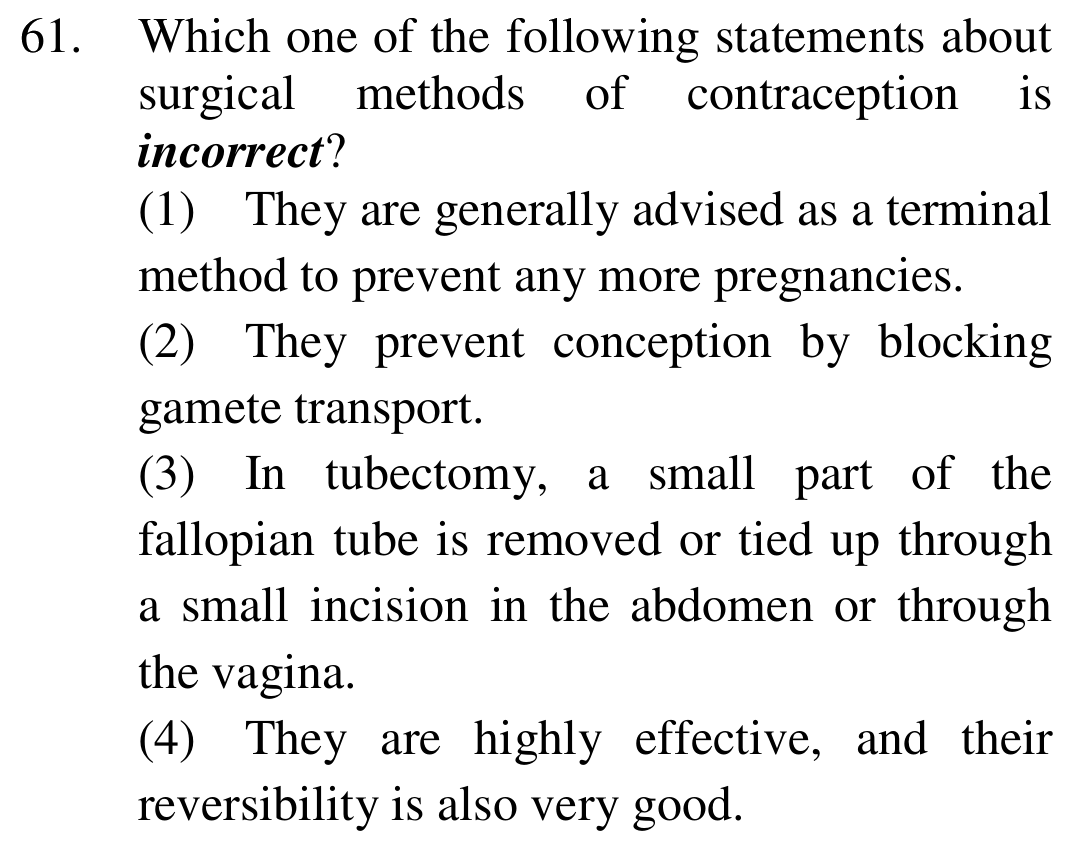 61. Which one of the following statements about
surgical methods of contraception is
incorrect?
(1) They are generally advised as a terminal
method to prevent any more pregnancies.
(2) They prevent conception by blocking
gamete transport.
(3) In tubectomy, a small part of the
fallopian tube is removed or tied up through
a small incision in the abdomen or through
the vagina.
(4) They are highly effective, and their
reversibility is also very good.